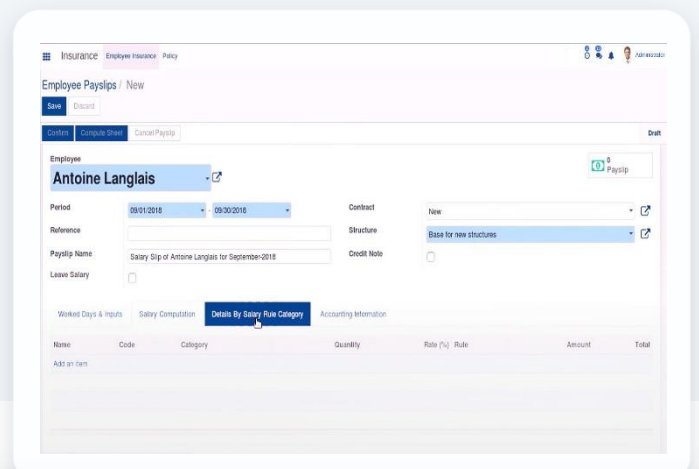 Insurance Employee Insurance Policy Administrator
Employee Payslips / New
Save Discard
Confirm Compute Sheet Cancel Payslip Draft
Employee
Antoine Langlais
0
Payslip
Period 09/01/2018 - 09/30/2018 Contract New
Reference Structure Base for new structures
Payslip Name Salary Slip of Antoine Langlais for September-2018 Credit Note
Leave Salary
Worked Days & Inputs Salary Computation Details By Salary Rule Category Accounting Information
Name Code Category Quantity Rate (%) Rule Amount Total
Add an item